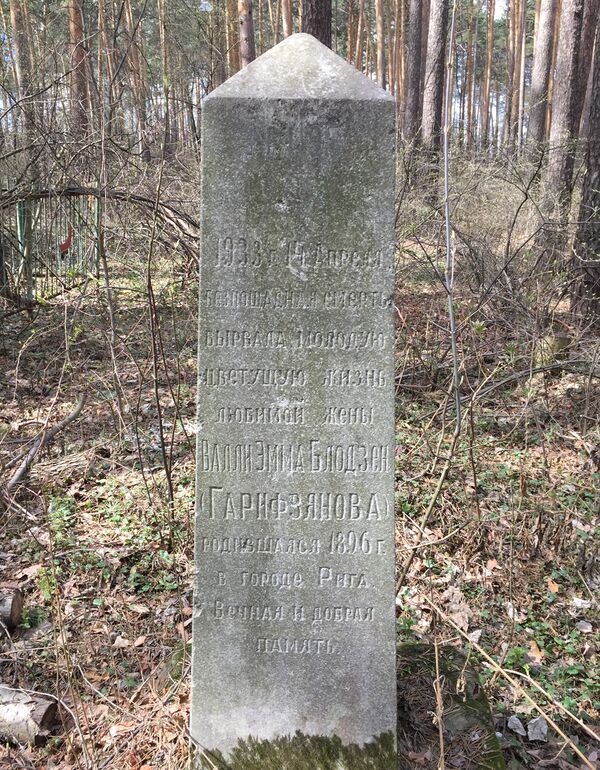 1933 г. 14 Апреля
безпощадная смерть
вырвала молодую
цветущую жизнь
любимой жены
Валли Эмма Блодзен
(Гарифзянова)
родившаяся 1896 г.
в городе Рига.
Вечная и добрая
память